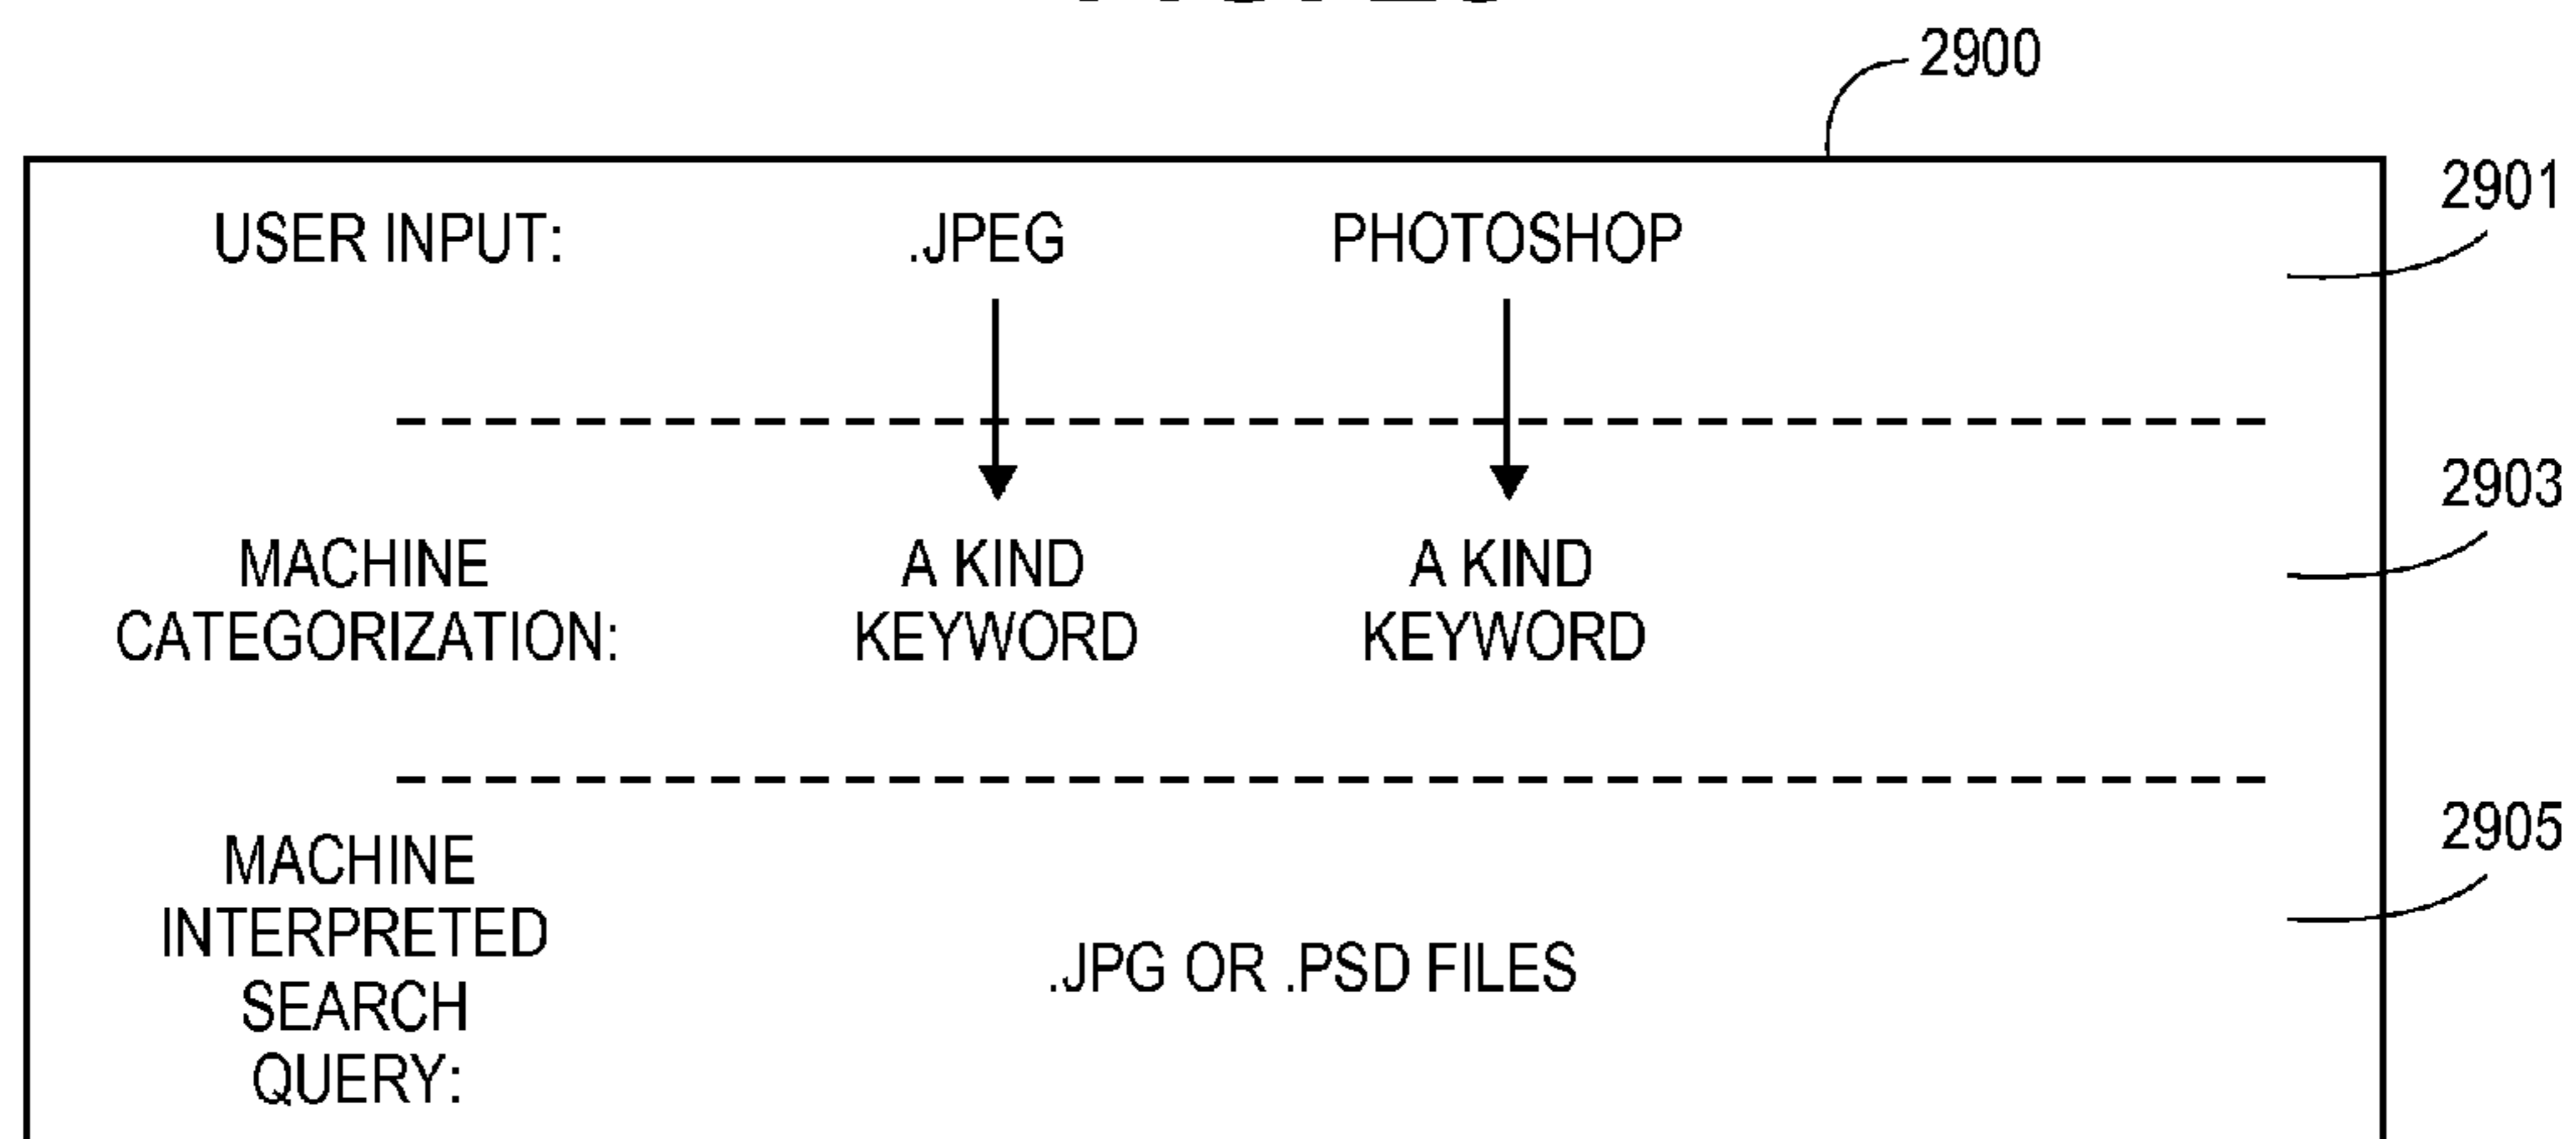 2900
2901
USER INPUT: .JPEG PHOTOSHOP
2903
MACHINE A KIND A KIND
CATEGORIZATION: KEYWORD KEYWORD
2905
MACHINE
INTERPRETED
.JPG OR .PSD FILES
SEARCH
QUERY: